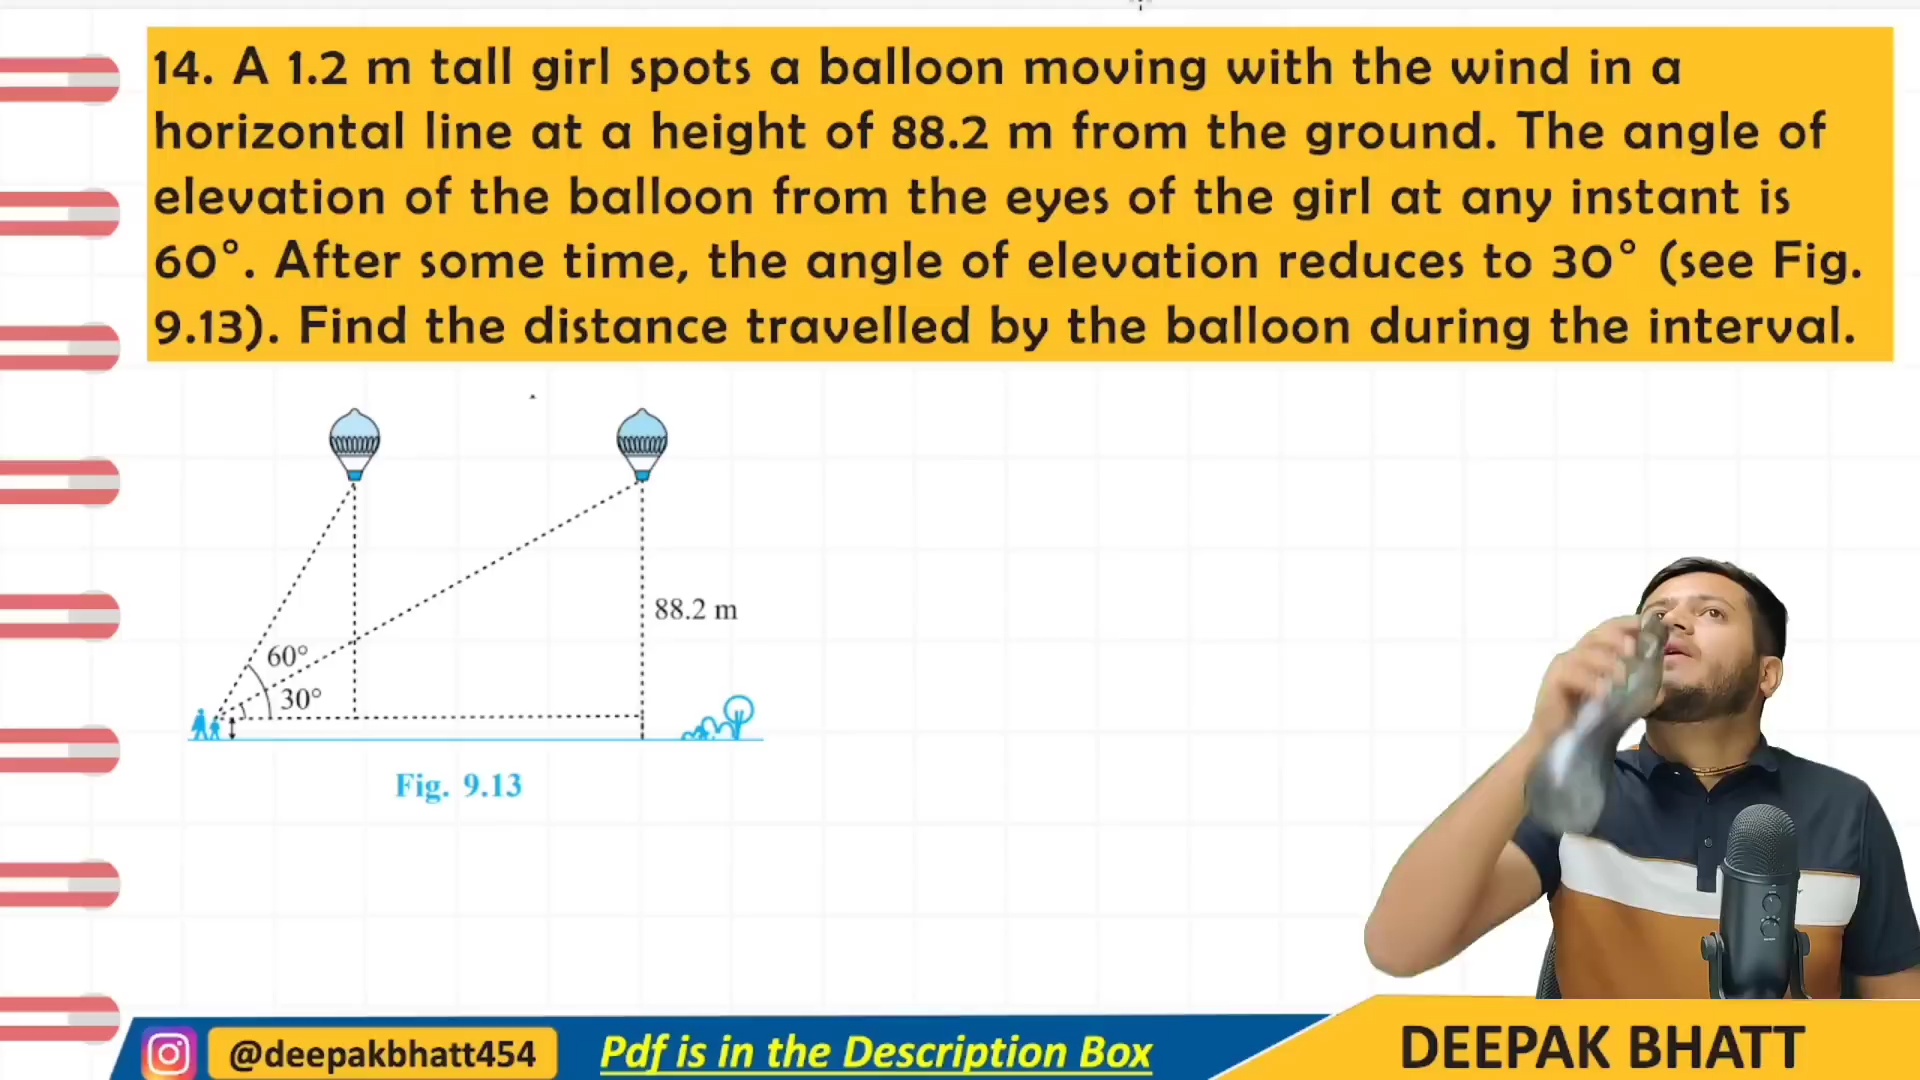 14. A 1.2 m tall girl spots a balloon moving with the wind in a
horizontal line at a height of 88.2 m from the ground. The angle of
elevation of the balloon from the eyes of the girl at any instant is
60°. After some time, the angle of elevation reduces to 30° (see Fig.
9.13). Find the distance travelled by the balloon during the interval.
88.2 m
60°
30°
Fig. 9.13
@deepakbhatt454
Pdf is in the Description Box
DEEPAK BHATT